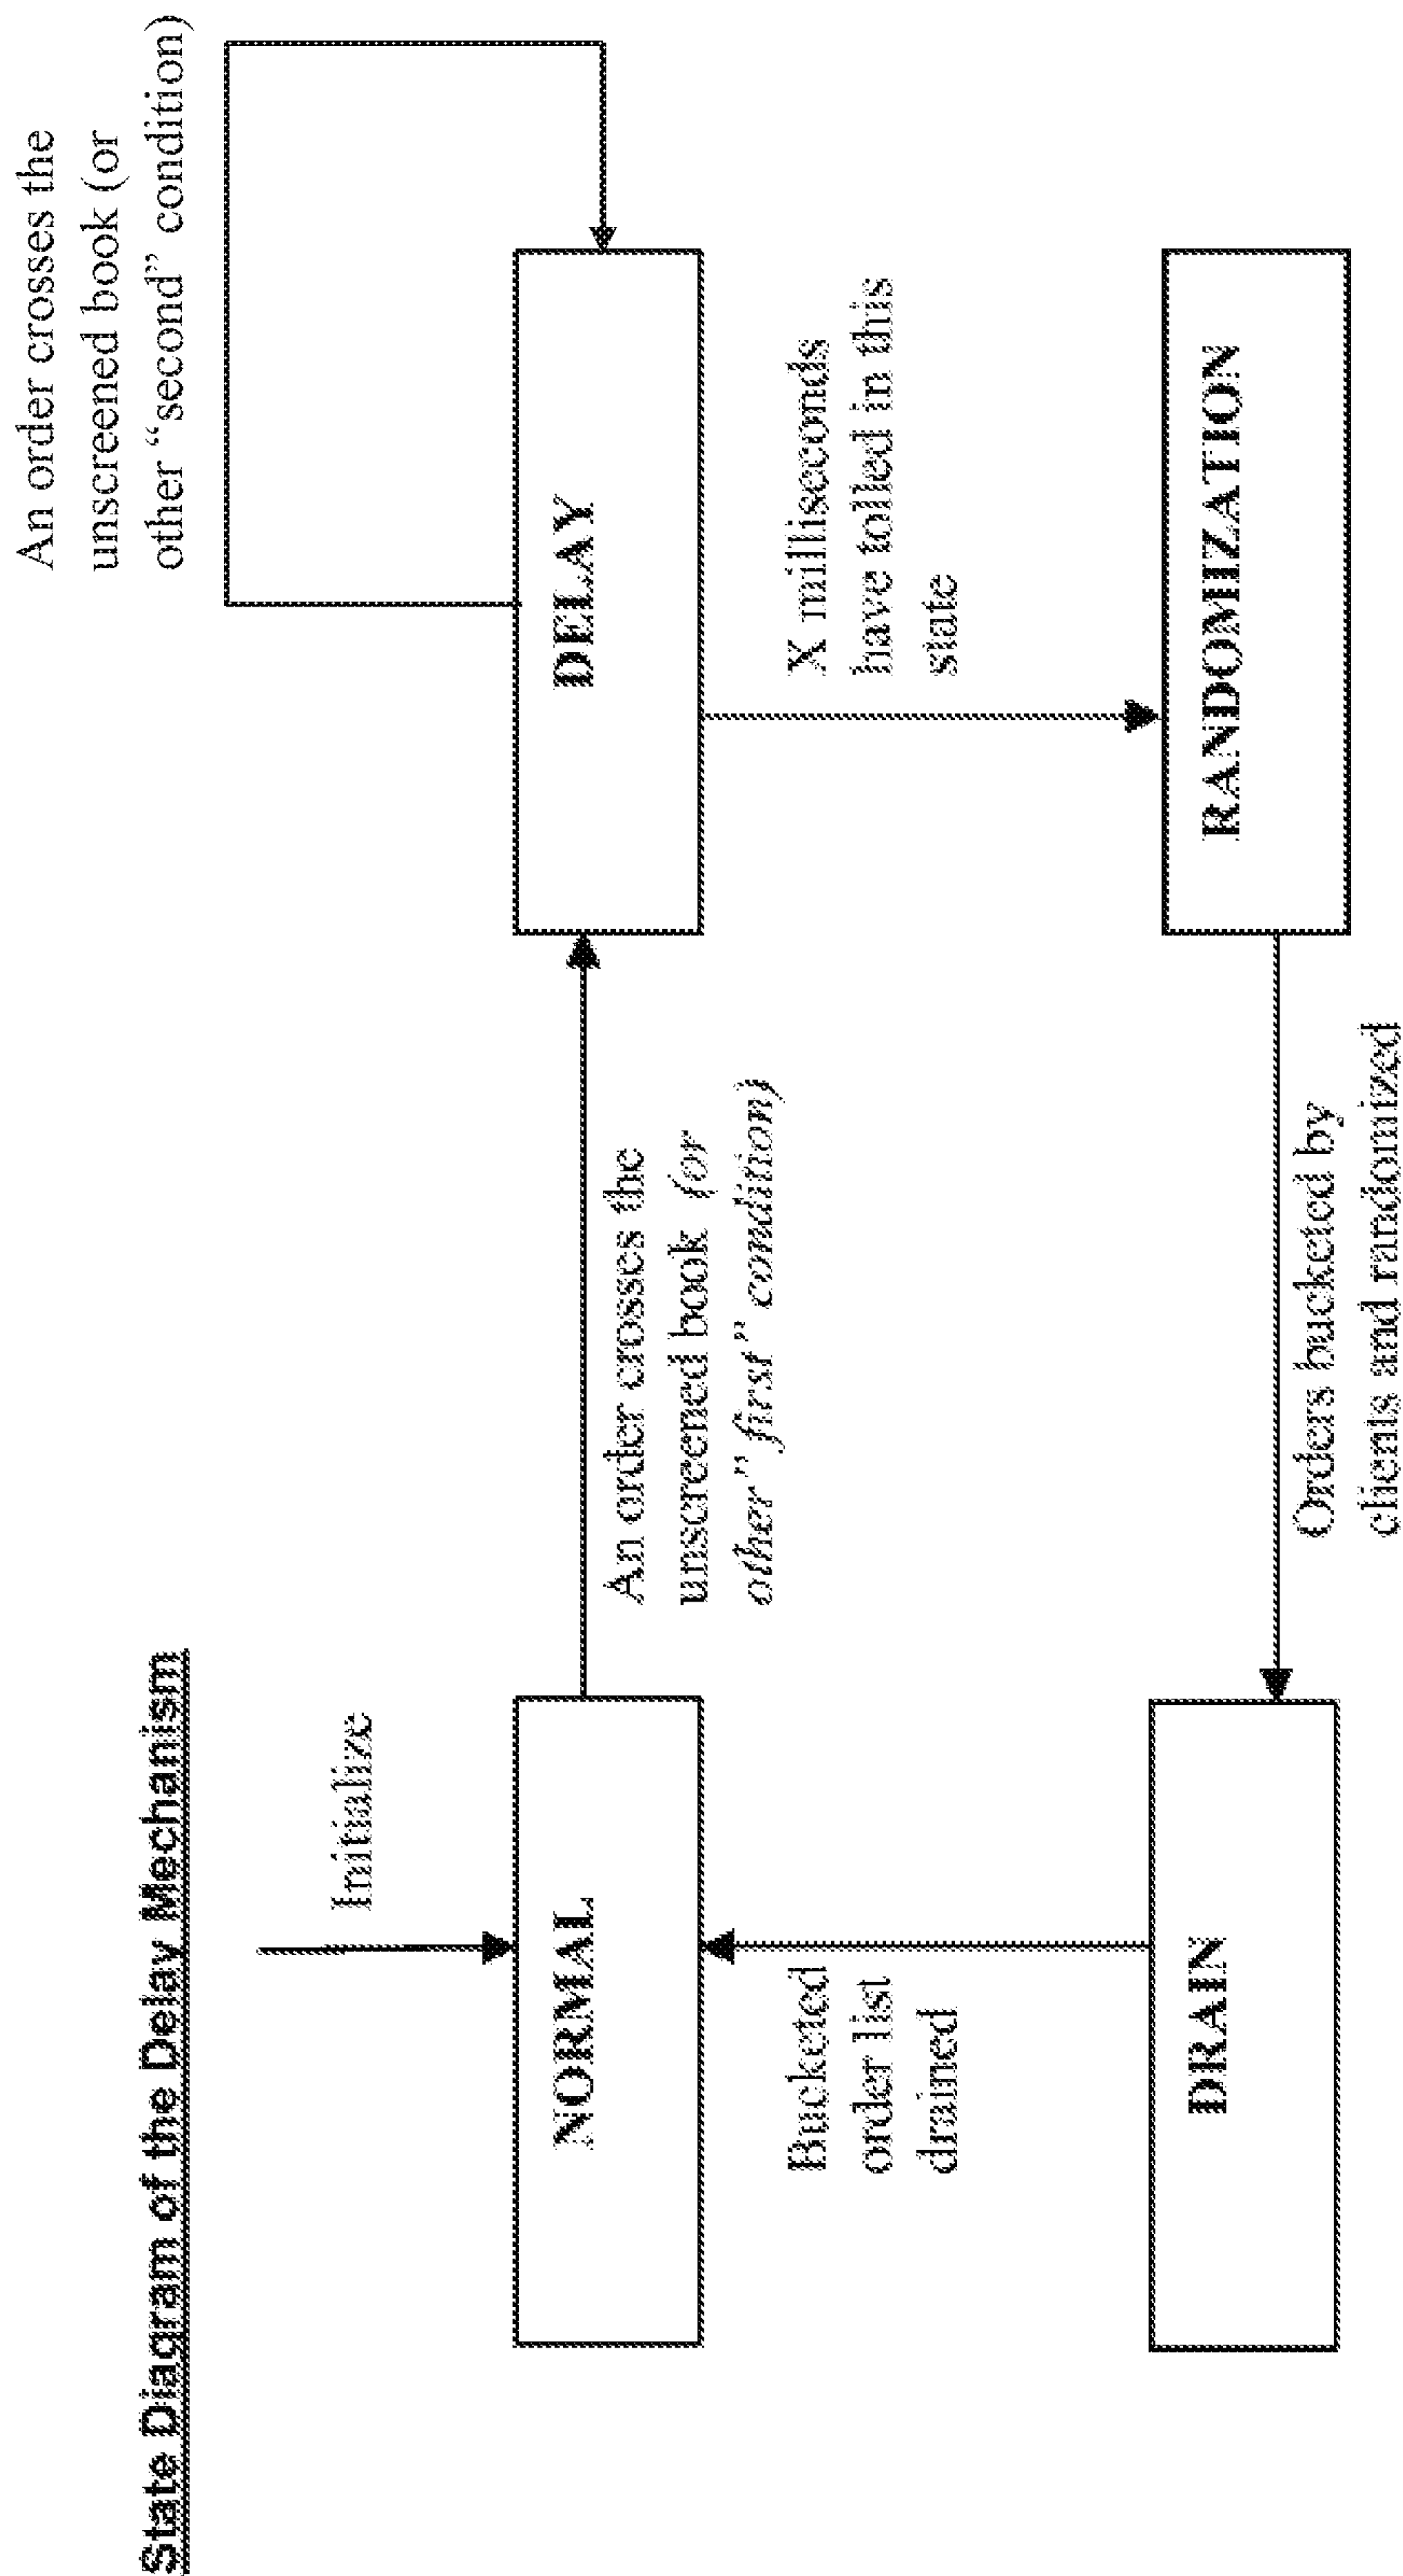 State Diagram of the Delay Mechanism
Initialize
An order crosses the
unscreened book (or
other “second” condition)
NORMAL
An order crosses the
unscreened book (or
other” first” condition)
DELAY
Bucketed
order list
drained
X milliseconds
have tolled in this
state
DRAIN
Orders bucketed by
clients and randomized
RANDOMIZATION